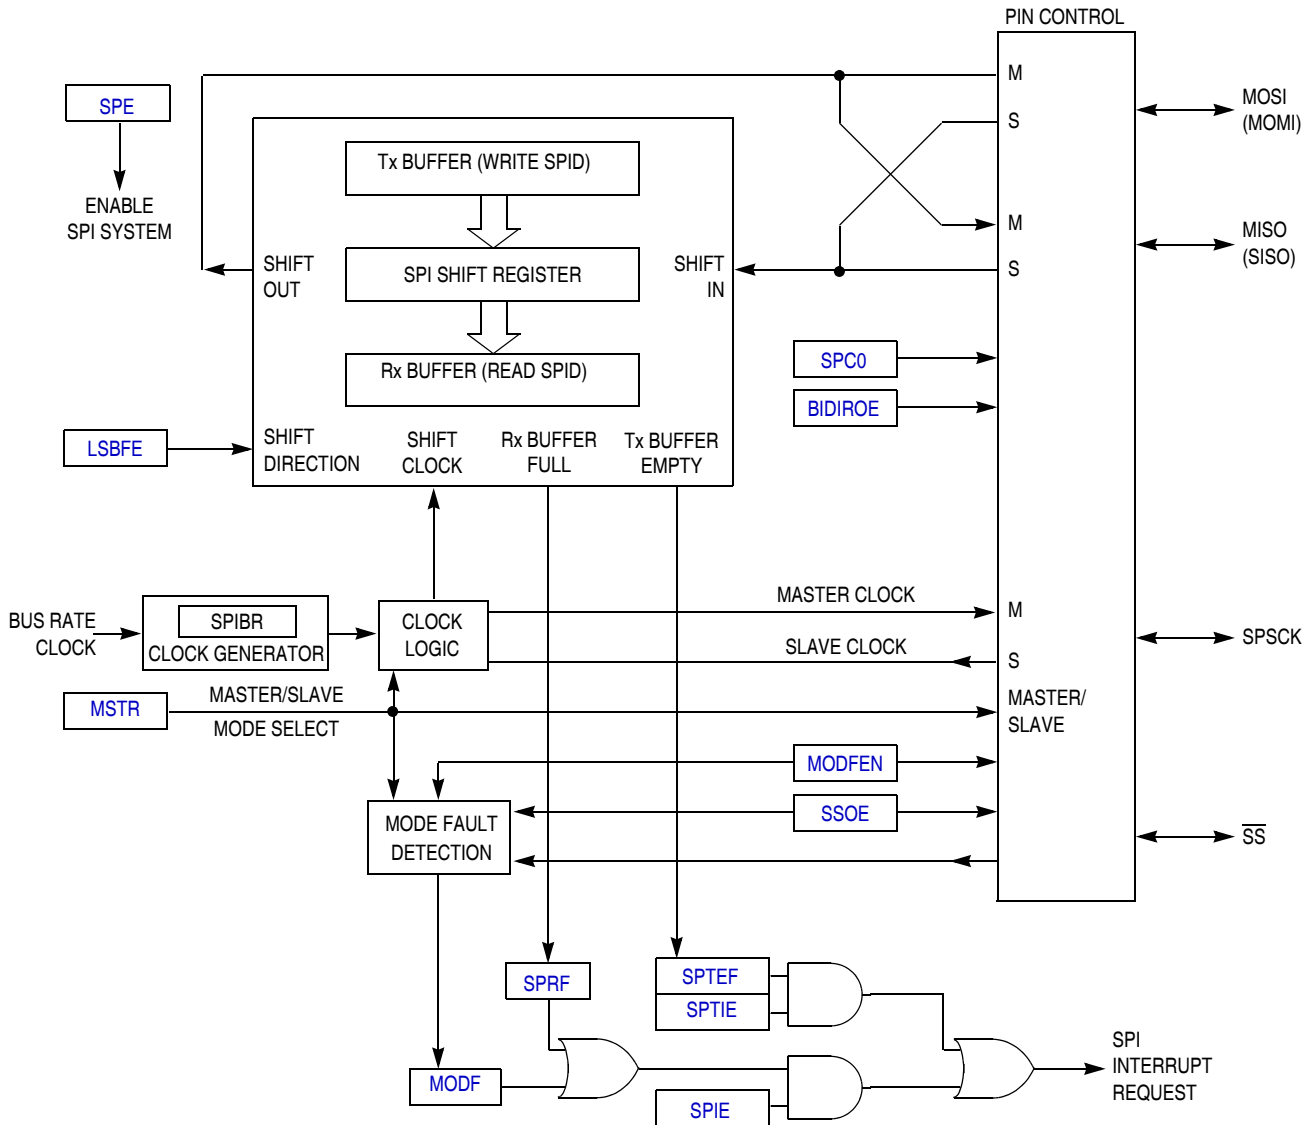 PIN CONTROL
M
S
MOSI
(MOMI)
SPE
ENABLE
SPI SYSTEM
Tx BUFFER (WRITE SPID)
SHIFT
OUT
SPI SHIFT REGISTER
SHIFT
IN
M
S
MISO
(SISO)
Rx BUFFER (READ SPID)
SPC0
BIDIROE
LSBFE
SHIFT
DIRECTION
SHIFT
CLOCK
Rx BUFFER
FULL
Tx BUFFER
EMPTY
BUS RATE
CLOCK
SPIBR
CLOCK GENERATOR
CLOCK
LOGIC
MASTER CLOCK
SLAVE CLOCK
M
S
SPSCK
MSTR
MASTER/SLAVE
MODE SELECT
MASTER/
SLAVE
MODFEN
SSOE
MODE FAULT
DETECTION
SS
SPRF
SPTEF
SPTIE
MODF
SPIE
SPI
INTERRUPT
REQUEST